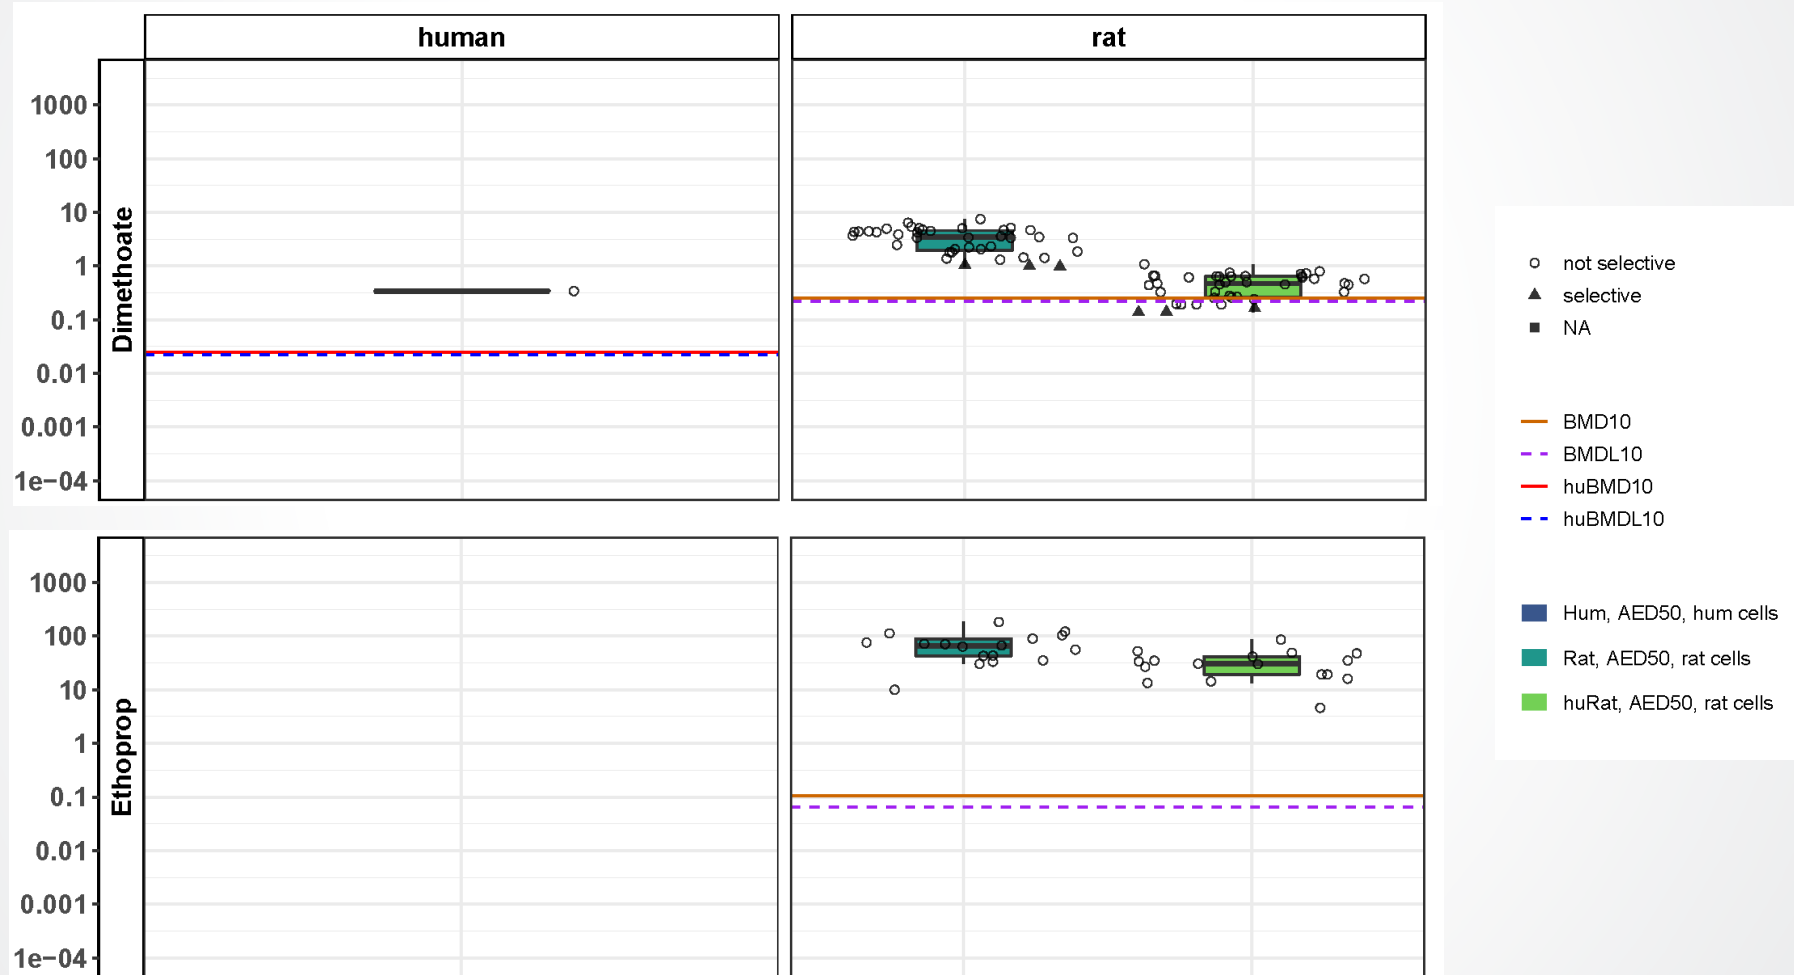 human
rat
1000
100
10
1
0.1
0.01
0.001
1e−04
Dimethoate
1000
100
10
1
0.1
0.01
0.001
1e−04
Ethoprop
not selective
selective
NA
BMD10
BMDL10
huBMD10
huBMDL10
Hum, AED50, hum cells
Rat, AED50, rat cells
huRat, AED50, rat cells